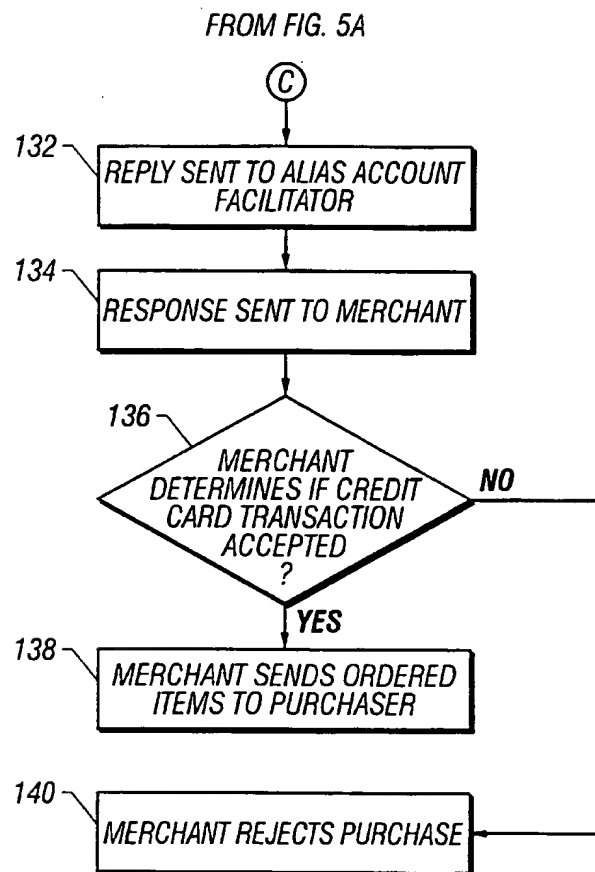 FROM FIG. 5A
C
132
REPLY SENT TO ALIAS ACCOUNT
FACILITATOR
134
RESPONSE SENT TO MERCHANT
136
MERCHANT
DETERMINES IF CREDIT
CARD TRANSACTION
ACCEPTED
?
NO
YES
138
MERCHANT SENDS ORDERED
ITEMS TO PURCHASER
140
MERCHANT REJECTS PURCHASE